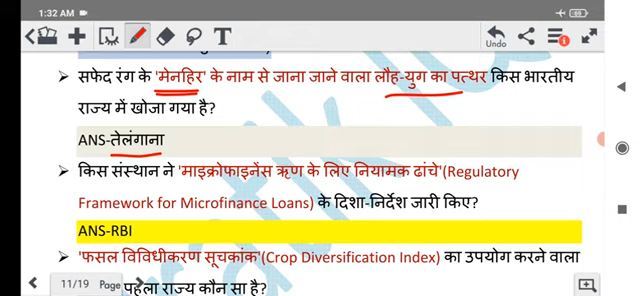 1:32 AM
69
Undo
➢ सफेद रंग के 'मेनहिर' के नाम से जाना जाने वाला लौह-युग का पत्थर किस भारतीय
राज्य में खोजा गया है?
ANS-तेलंगाना
➢ किस संस्थान ने 'माइक्रोफाइनेंस ऋण के लिए नियामक ढांचे'(Regulatory
Framework for Microfinance Loans) के दिशा-निर्देश जारी किए?
ANS-RBI
➢ 'फसल विविधीकरण सूचकांक'(Crop Diversification Index) का उपयोग करने वाला
पहला राज्य कौन सा है?
11/19 Page